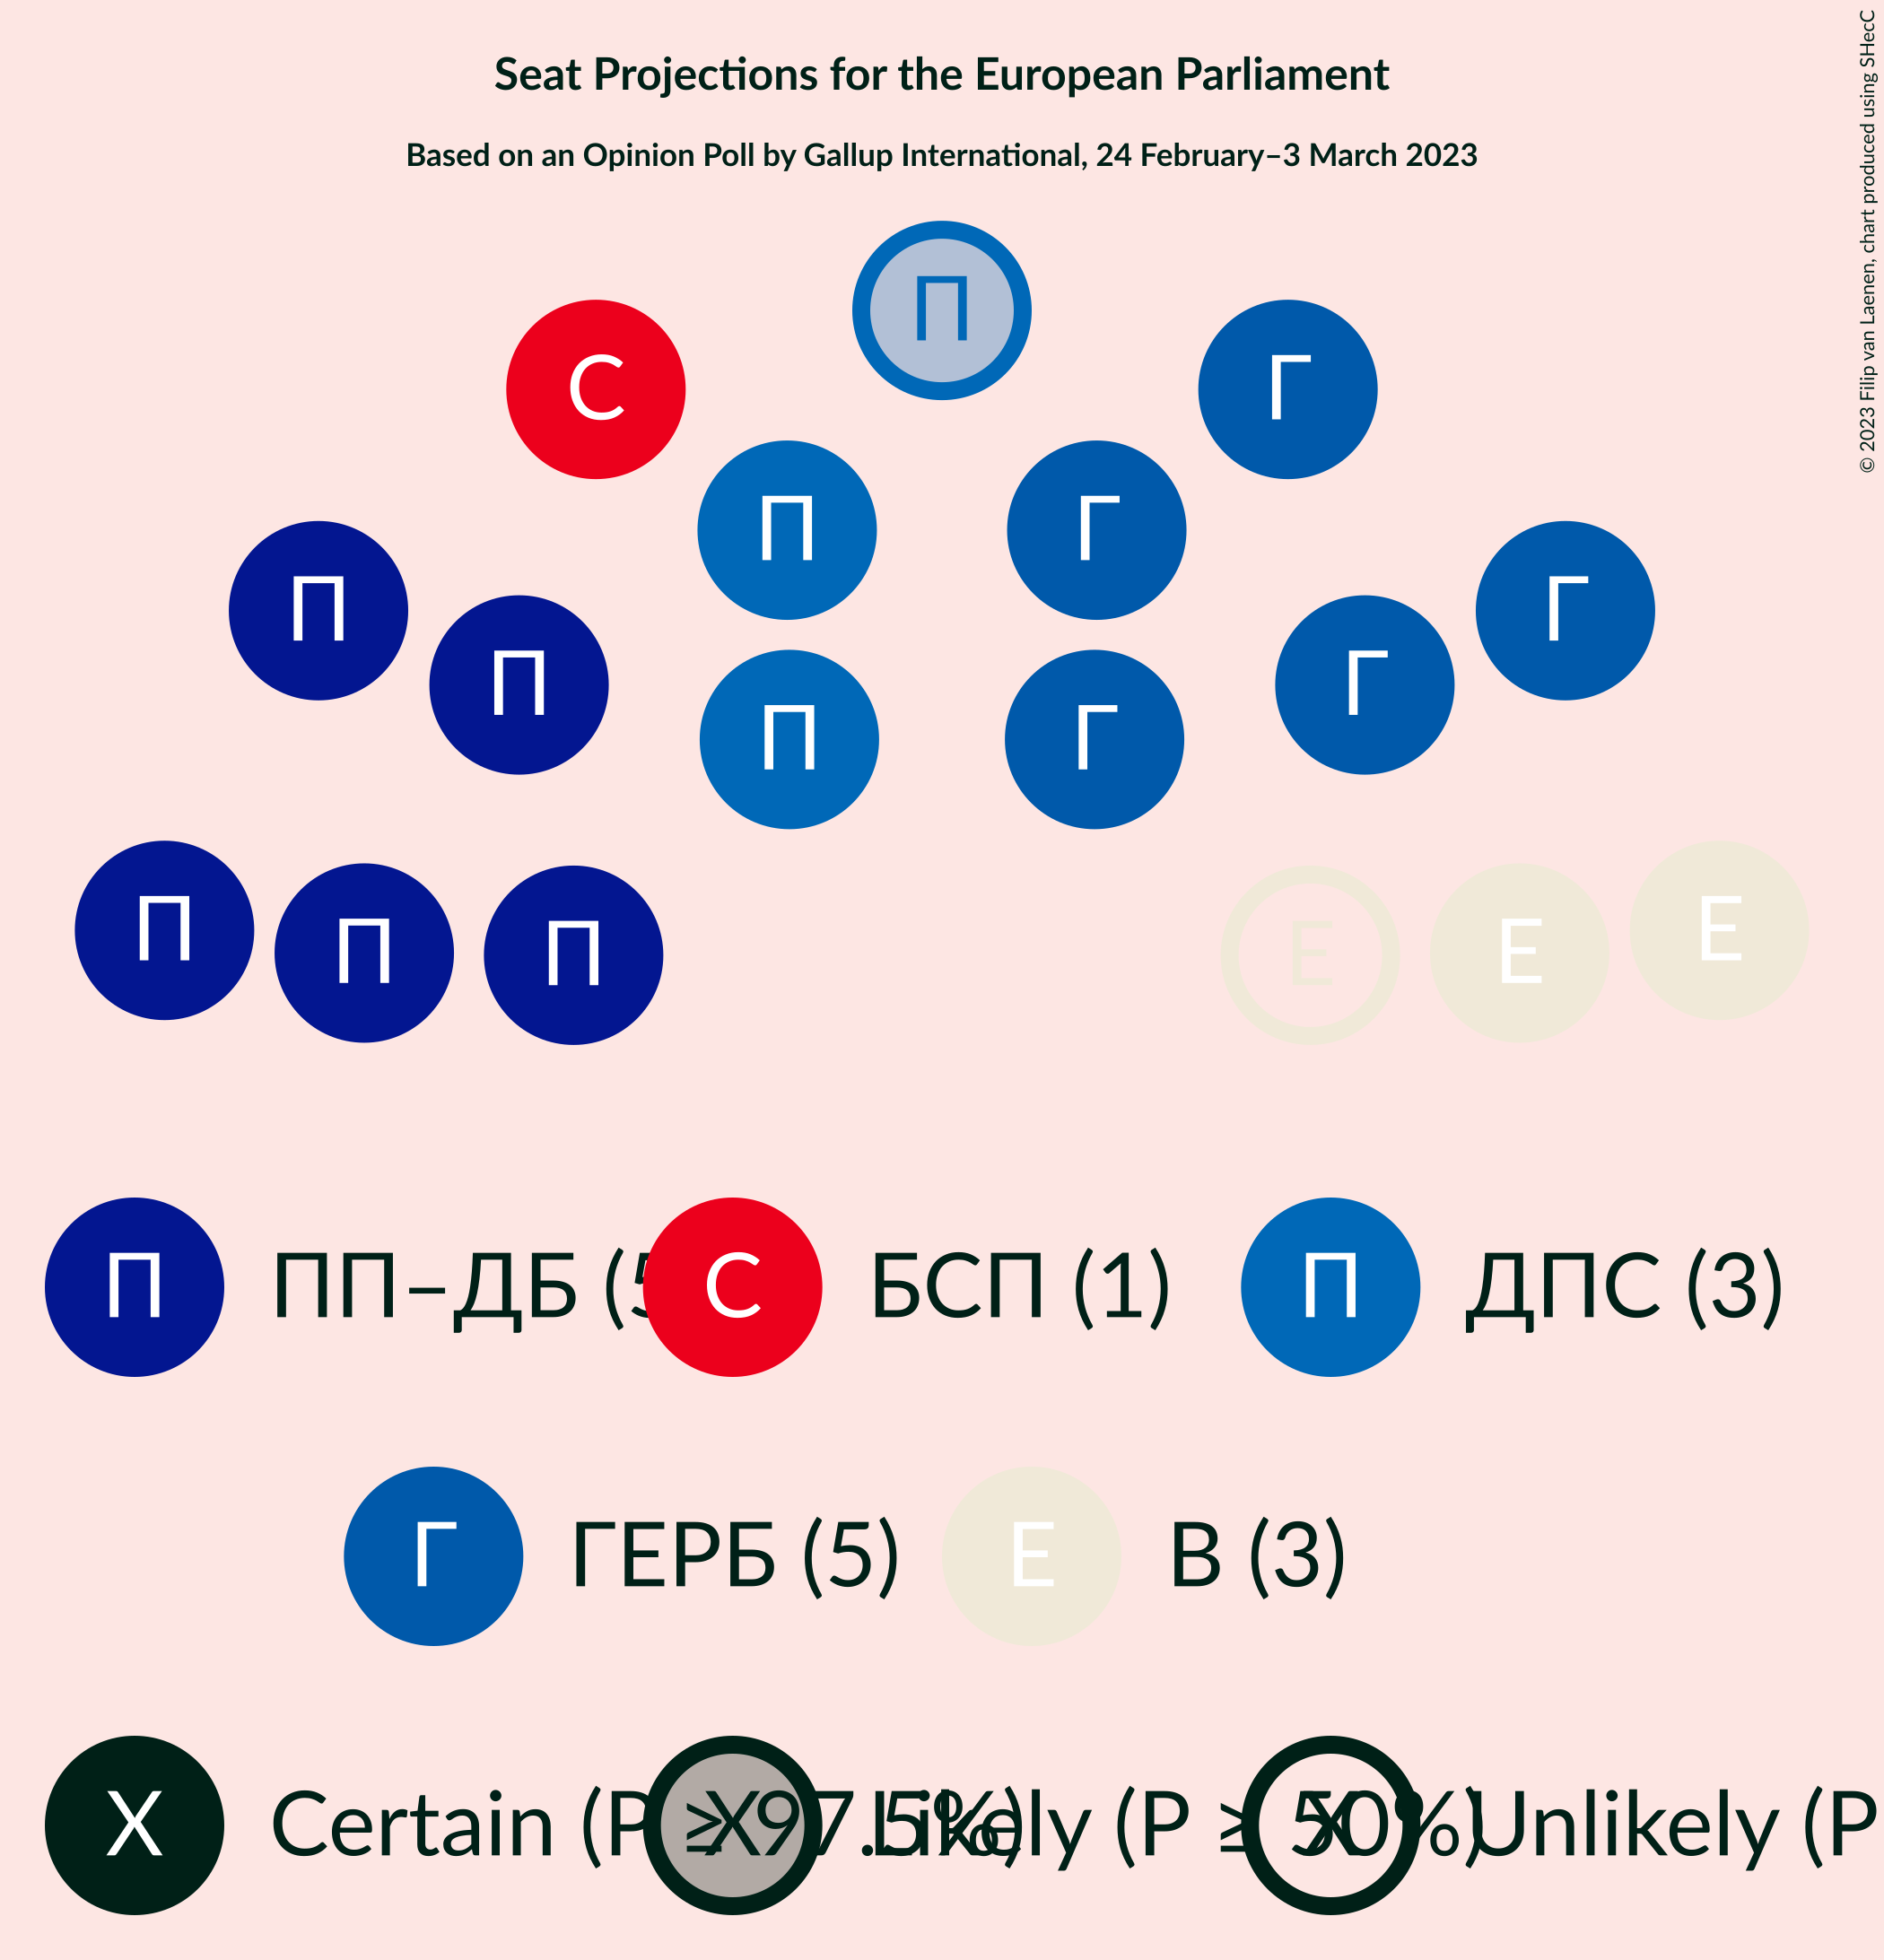 Seat Projections for the European Parliament
Based on an Opinion Poll by Gallup International, 24 February–3 March 2023
© 2023 Filip van Laenen, chart produced using SHecC
П
С Г
П Г
П Г
П Г
П Г
П П П Е Е Е
П ПП–ДБ (5 С БСП (1) П ДПС (3)
Г ГЕРБ (5) Е В (3)
X Certain (P ≥ 97.5%) X Likely (P ≥ 50%) X Unlikely (P